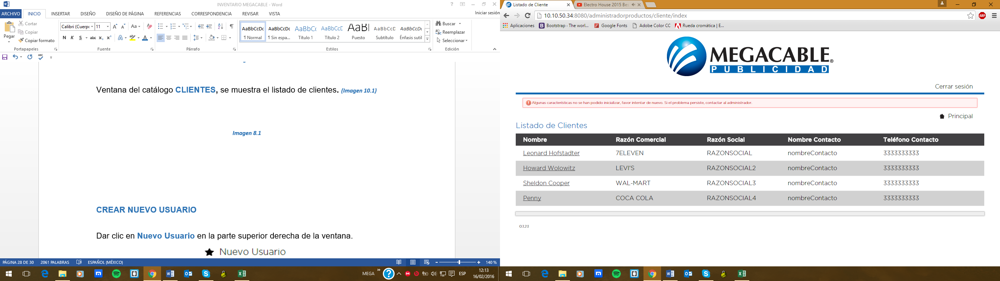 INVENTARIO MEGACABLE - Word
ARCHIVO INICIO INSERTAR DISEÑO DISEÑO DE PÁGINA REFERENCIAS CORRESPONDENCIA REVISAR VISTA Iniciar sesión
Pegar
Cortar
Copiar
Copiar formato
Portapapeles
Calibri (Cuerpo 11
Fuente
Párrafo
AaBbCcDc AaBbCcDc AaBbCc AaBbCcD AaBl AaBbCcD AaBbCcDc
¶ Normal ¶ Sin espa... Título 1 Título 2 Puesto Subtítulo Énfasis sutil
Estilos
Buscar
Reemplazar
Seleccionar
Edición
Ventana del catálogo CLIENTES, se muestra el listado de clientes. (Imagen 10.1)
Imagen 8.1
CREAR NUEVO USUARIO
Dar clic en Nuevo Usuario en la parte superior derecha de la ventana.
Nuevo Usuario
PÁGINA 28 DE 30 2061 PALABRAS ESPAÑOL (MÉXICO) 140 %
MEGA ESP 12:13
16/02/2016
Listado de Cliente Electro House 2015 Bes
10.10.50.34:8080/administradorproductos/cliente/index
ABP
Aplicaciones Bootstrap · The worl... Google Fonts Adobe Color CC Rueda cromática | E...
MEGACABLE®
PUBLICIDAD
Cerrar sesión
Algunas características no se han podido inicializar, favor intentar de nuevo. Si el problema persiste, contactar al administrador.
Principal
Listado de Clientes
Nombre Razón Comercial Razón Social Nombre Contacto Teléfono Contacto
Leonard Hofstadter 7ELEVEN RAZONSOCIAL nombreContacto 3333333333
Howard Wolowitz LEVI'S RAZONSOCIAL2 nombreContacto 3333333333
Sheldon Cooper WAL-MART RAZONSOCIAL3 nombreContacto 3333333333
Penny COCA COLA RAZONSOCIAL4 nombreContacto 3333333333
0.1.23